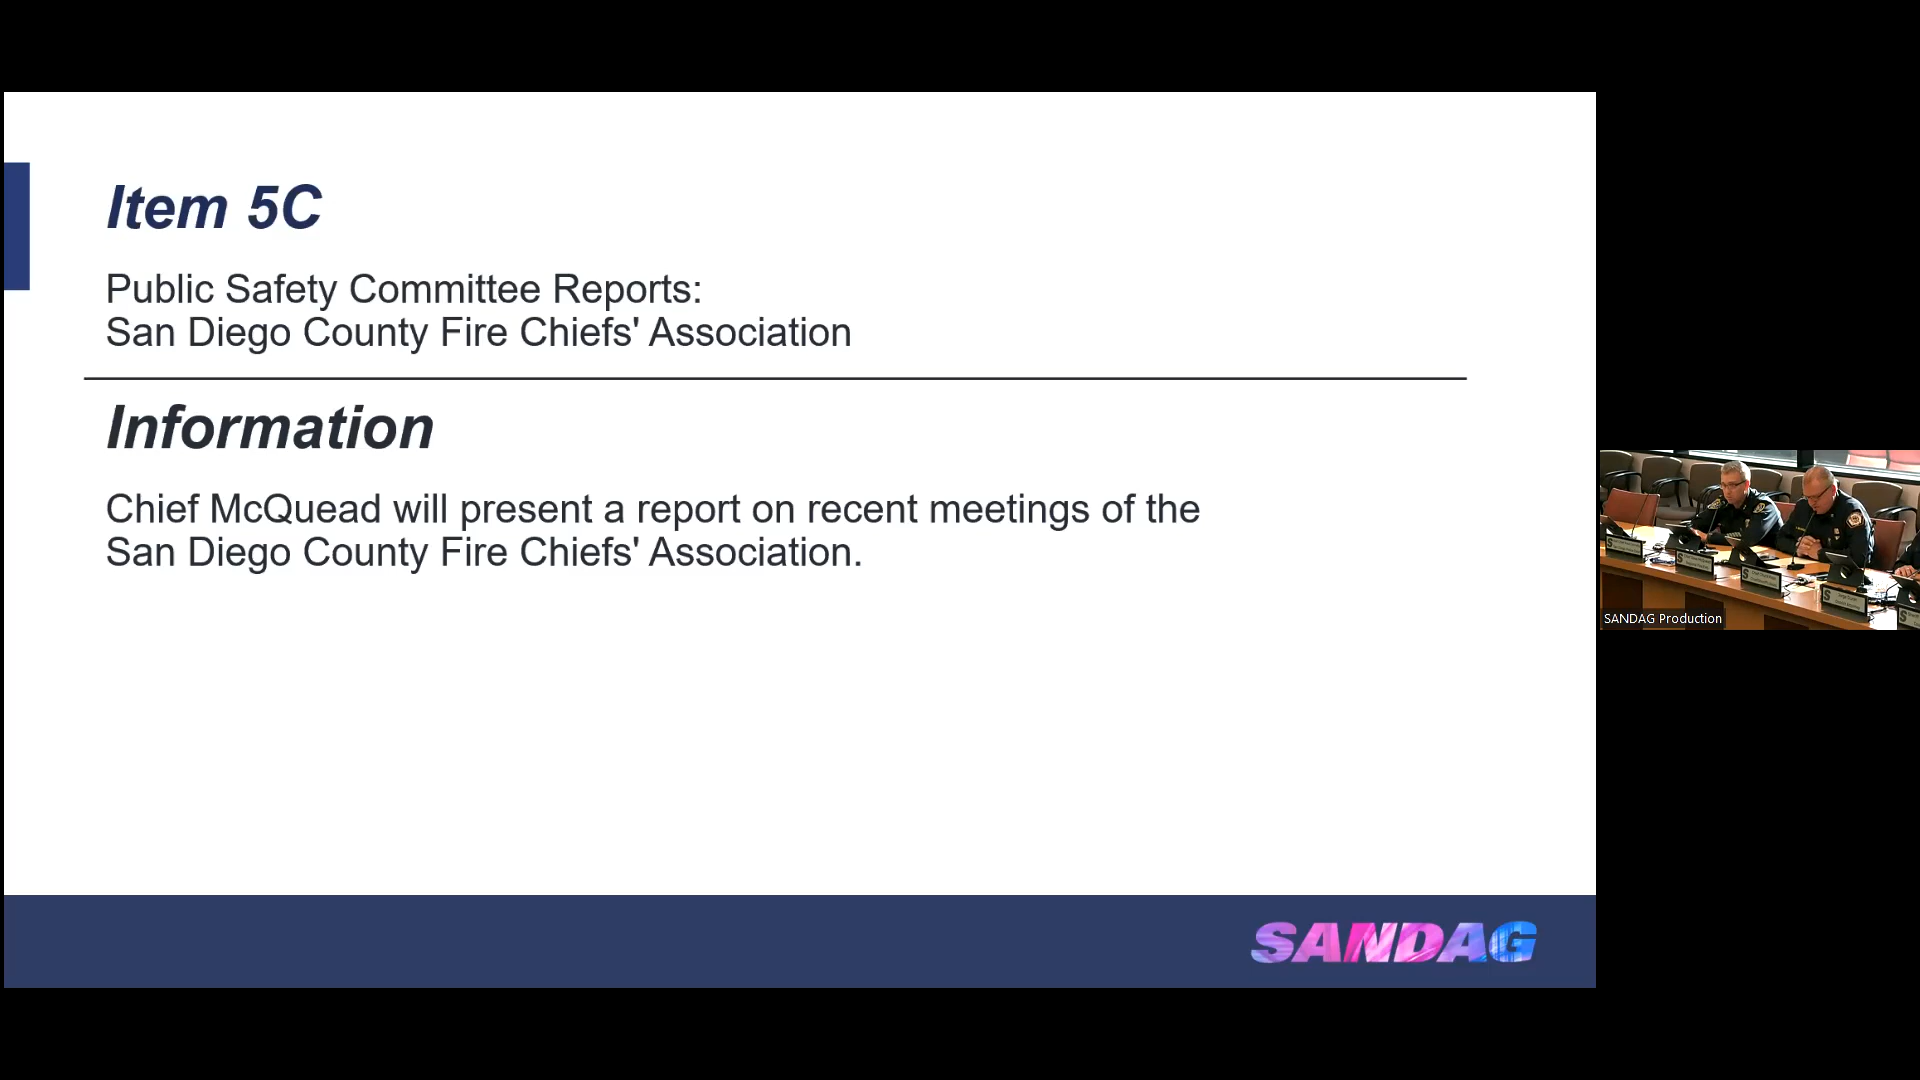 Item 5C
Public Safety Committee Reports:
San Diego County Fire Chiefs' Association
Information
Chief McQuead will present a report on recent meetings of the
San Diego County Fire Chiefs' Association.
SANDAG
SANDAG Production